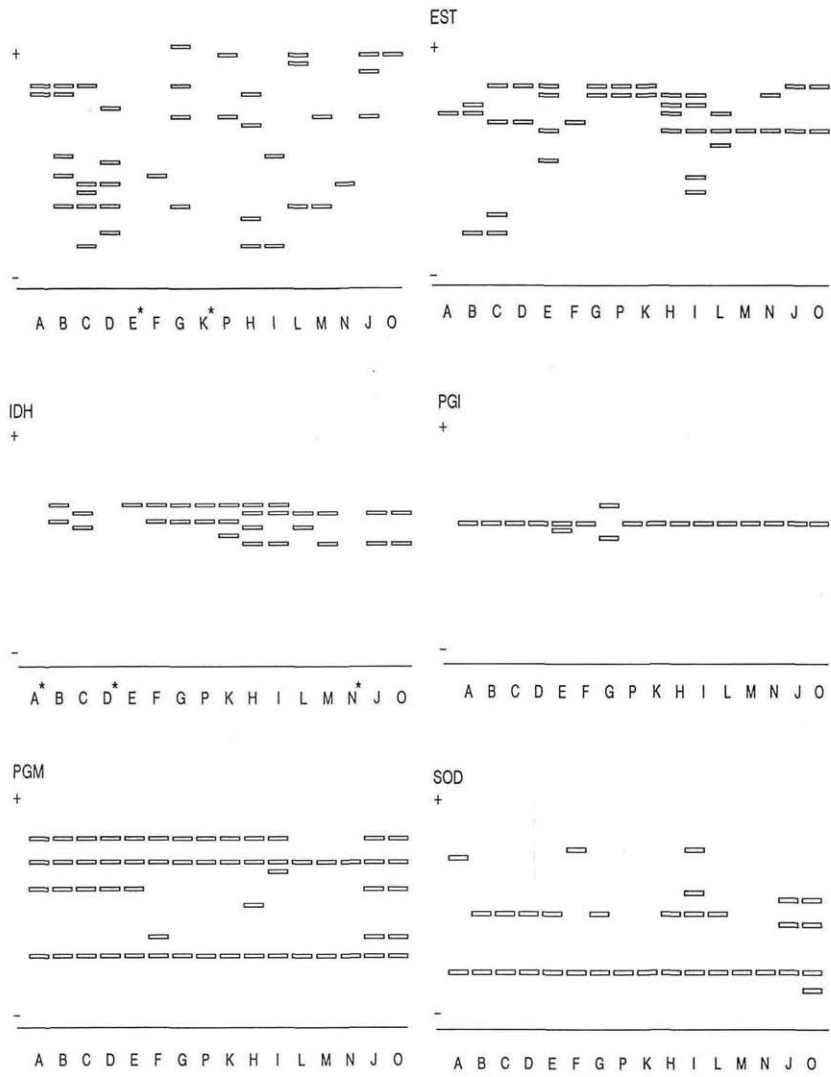 +
-
A B C D E* F G K* P H I L M N J O
EST
+
-
A B C D E F G P K H I L M N J O
IDH
+
-
A* B C D* E F G P K H I L M N* J O
PGI
+
-
A B C D E F G P K H I L M N J O
PGM
+
-
A B C D E F G P K H I L M N J O
SOD
+
-
A B C D E F G P K H I L M N J O